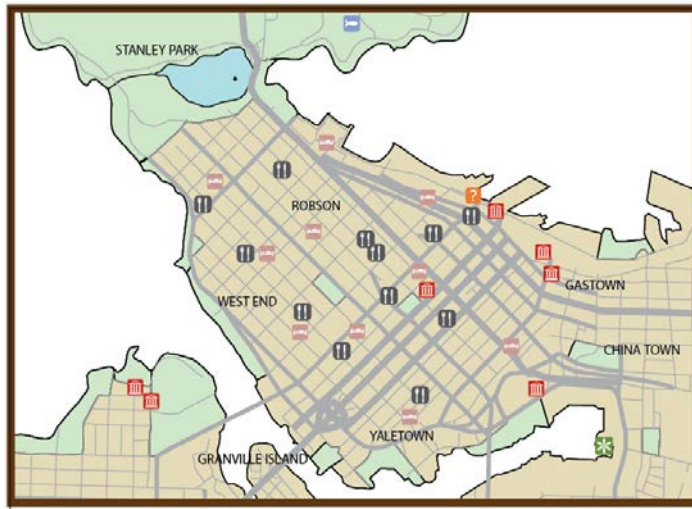 STANLEY PARK
?
ROBSON
GASTOWN
WEST END
CHINA TOWN
YALETOWN
GRANVILLE ISLAND